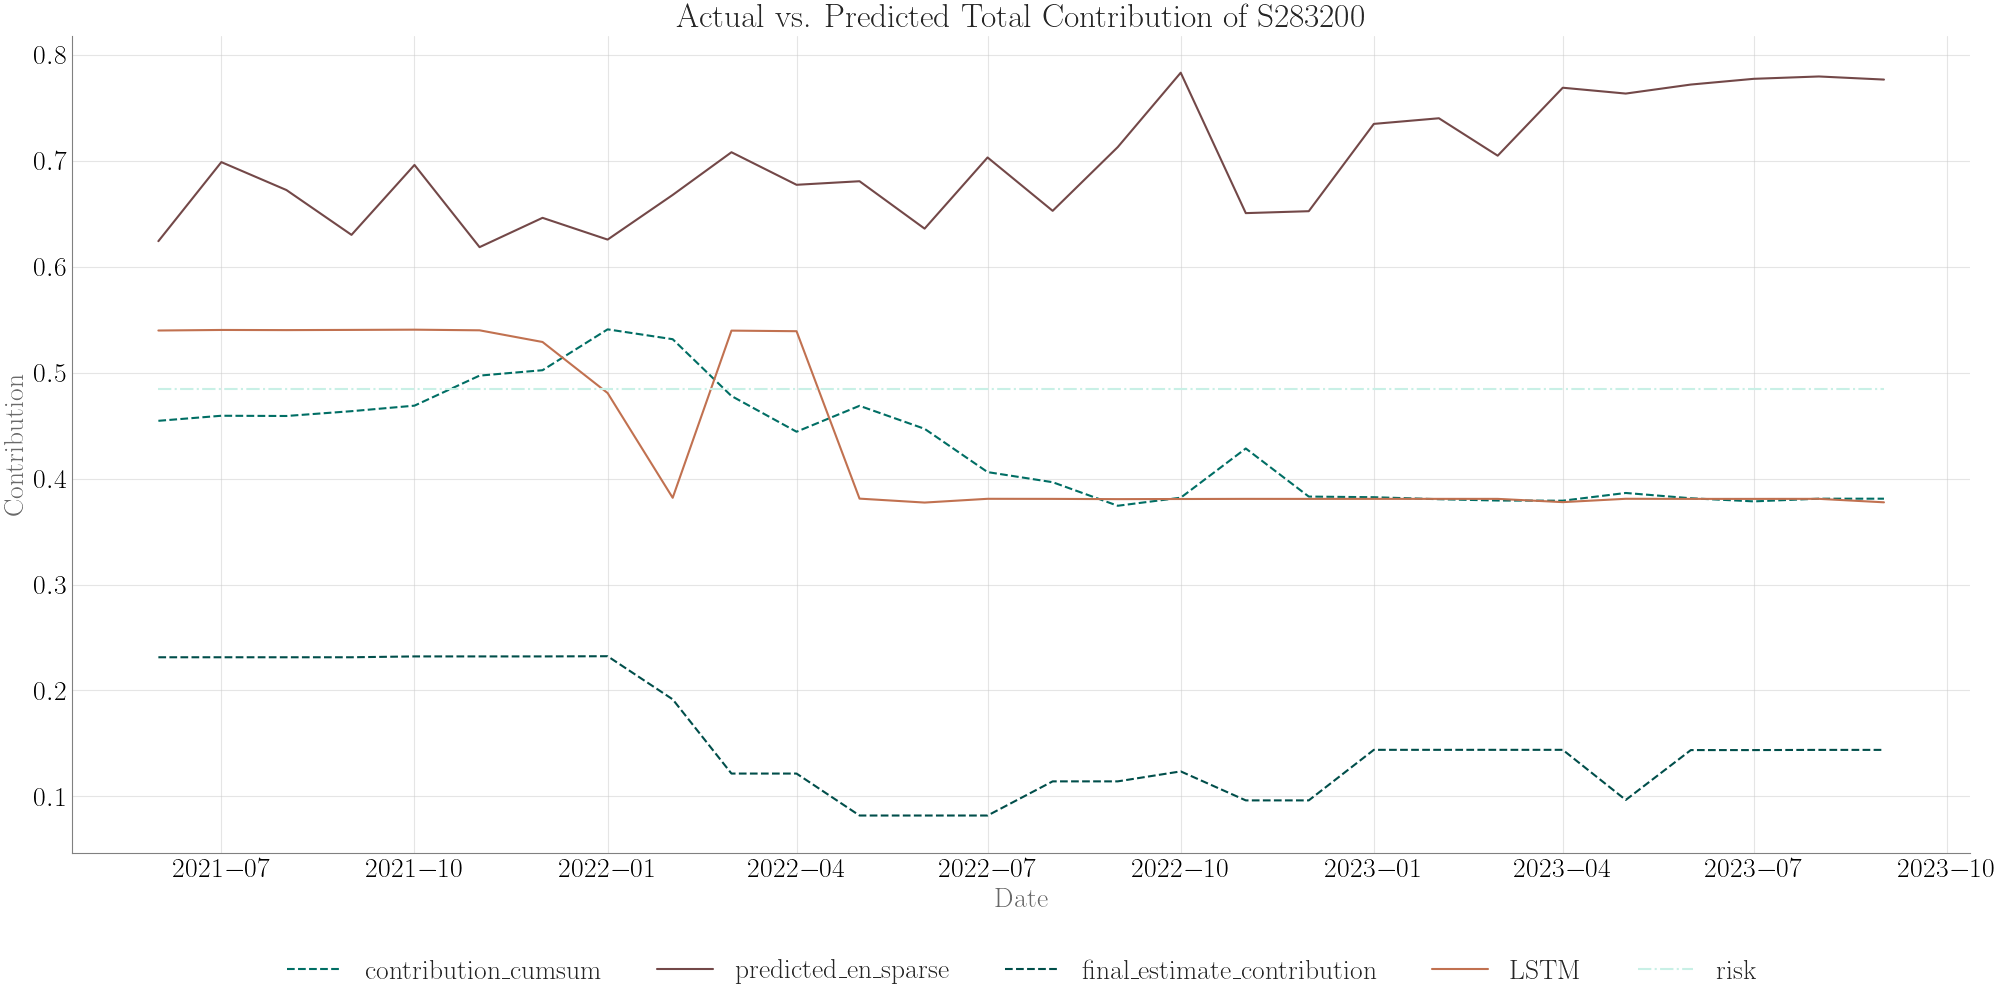 Actual vs. Predicted Total Contribution of S283200
0.8
0.7
0.6
0.5
0.4
0.3
0.2
0.1
Contribution
2021−07 2021−10 2022−01 2022−04 2022−07 2022−10 2023−01 2023−04 2023−07 2023−10
Date
contribution_cumsum predicted_en_sparse final_estimate_contribution LSTM risk